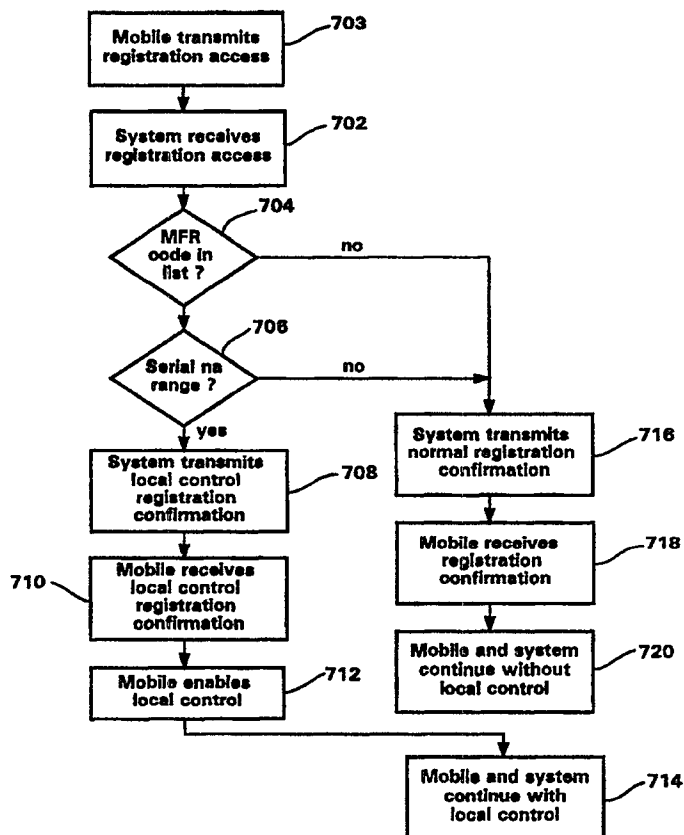 Mobile transmits
registration access
703
System receives
registration access
702
MFR
code in
list ?
704
no
Serial na
range ?
706
no
yes
System transmits
local control
registration
confirmation
708
System transmits
normal registration
confirmation
716
Mobile receives
local control
registration
confirmation
710
Mobile receives
registration
confirmation
718
Mobile enables
local control
712
Mobile and system
continue without
local control
720
Mobile and system
continue with
local control
714